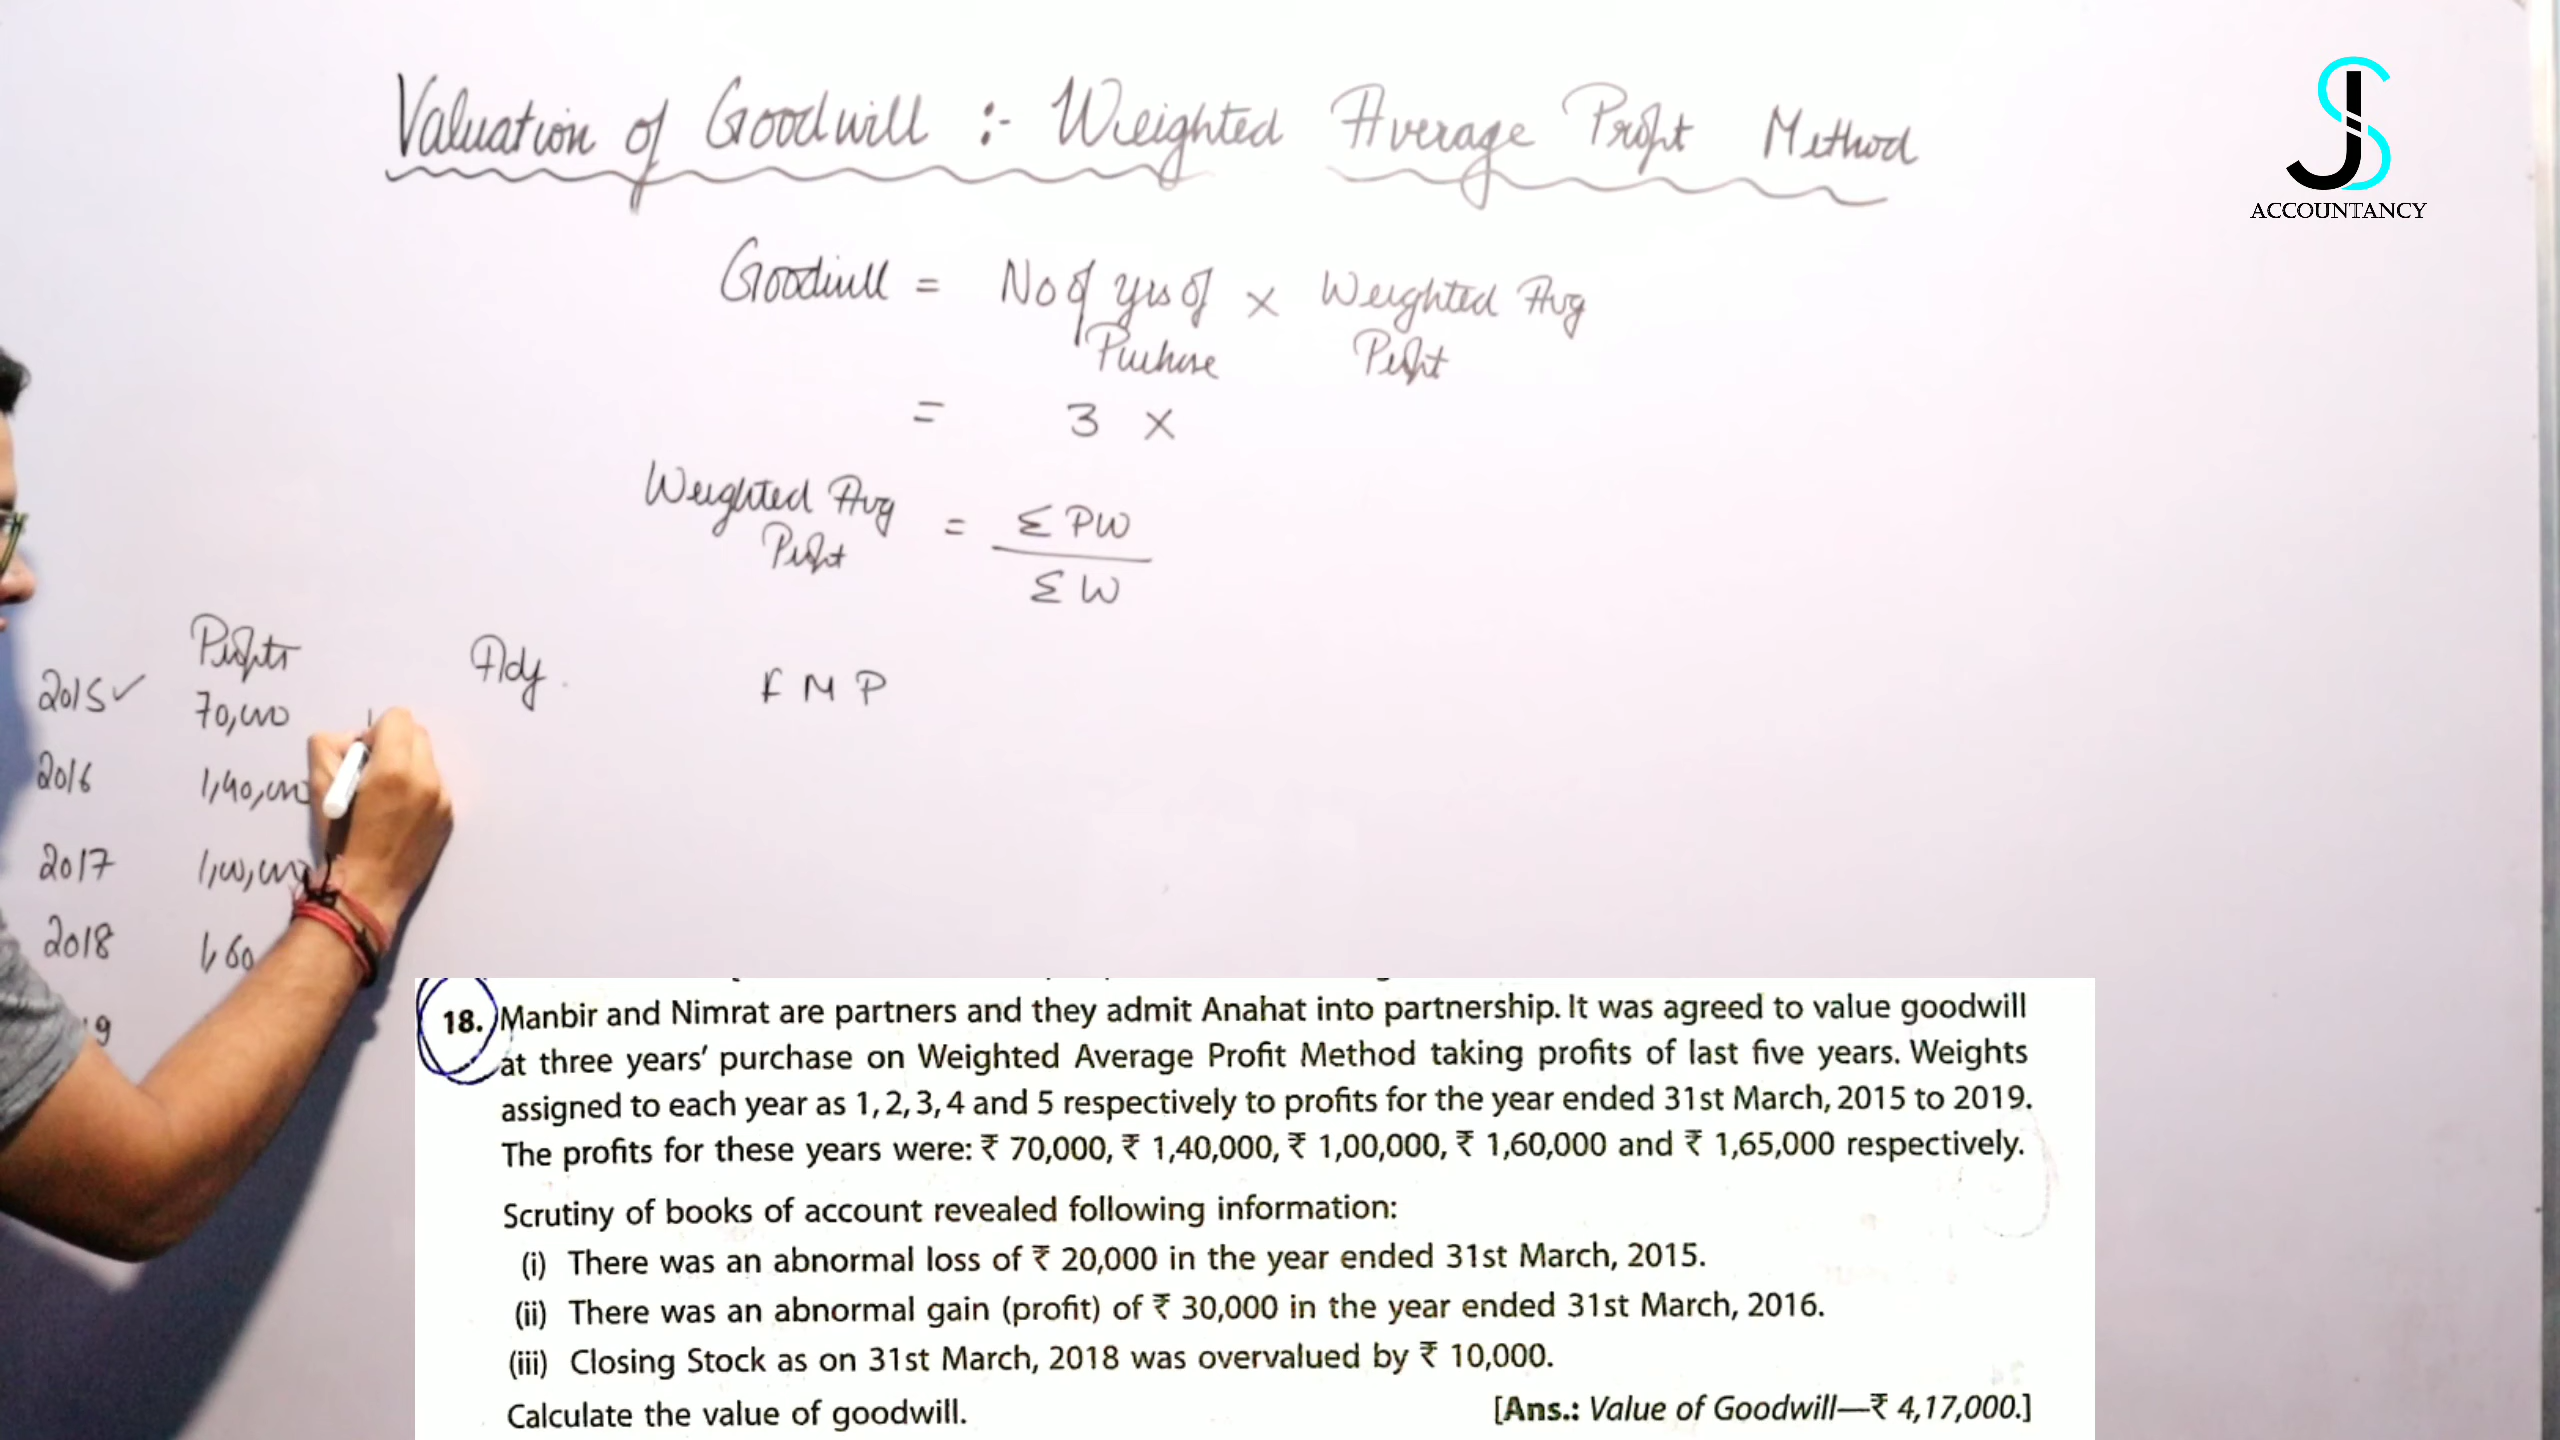 Valuation of Goodwill :- Weighted Average Profit Method
JS
ACCOUNTANCY
Goodwill = No of yrs of × Weighted Avg
Purchase Profit
= 3 ×
Weighted Avg
Profit = Σ PW
Σ W
Profits Adj. F M P
2015 ✓ 70,000
2016 1,40,000
2017 1,00,000
2018 1,60
19
18. Manbir and Nimrat are partners and they admit Anahat into partnership. It was agreed to value goodwill
at three years' purchase on Weighted Average Profit Method taking profits of last five years. Weights
assigned to each year as 1, 2, 3, 4 and 5 respectively to profits for the year ended 31st March, 2015 to 2019.
The profits for these years were: ₹ 70,000, ₹ 1,40,000, ₹ 1,00,000, ₹ 1,60,000 and ₹ 1,65,000 respectively.
Scrutiny of books of account revealed following information:
(i) There was an abnormal loss of ₹ 20,000 in the year ended 31st March, 2015.
(ii) There was an abnormal gain (profit) of ₹ 30,000 in the year ended 31st March, 2016.
(iii) Closing Stock as on 31st March, 2018 was overvalued by ₹ 10,000.
Calculate the value of goodwill. [Ans.: Value of Goodwill—₹ 4,17,000.]